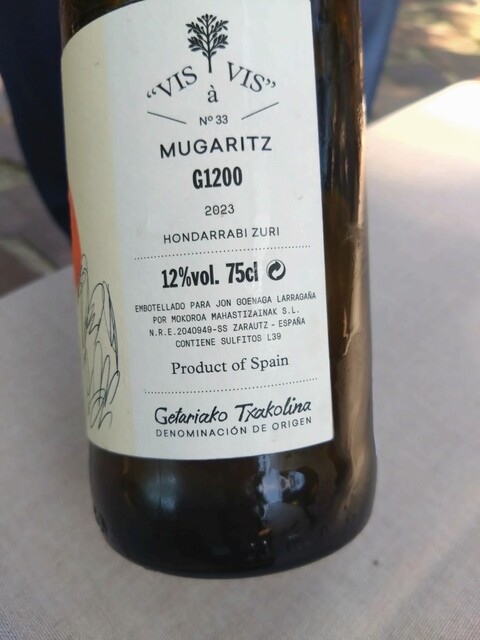 "VIS à VIS"
Nº 33
MUGARITZ
G1200
2023
HONDARRABI ZURI
12%vol. 75cl
EMBOTELLADO PARA JON GOENAGA LARRAGAÑA
POR MOKOROA MAHASTIZAINAK S.L.
N.R.E.2040949-SS ZARAUTZ - ESPAÑA
CONTIENE SULFITOS L39
Product of Spain
Getariako Txakolina
DENOMINACIÓN DE ORIGEN